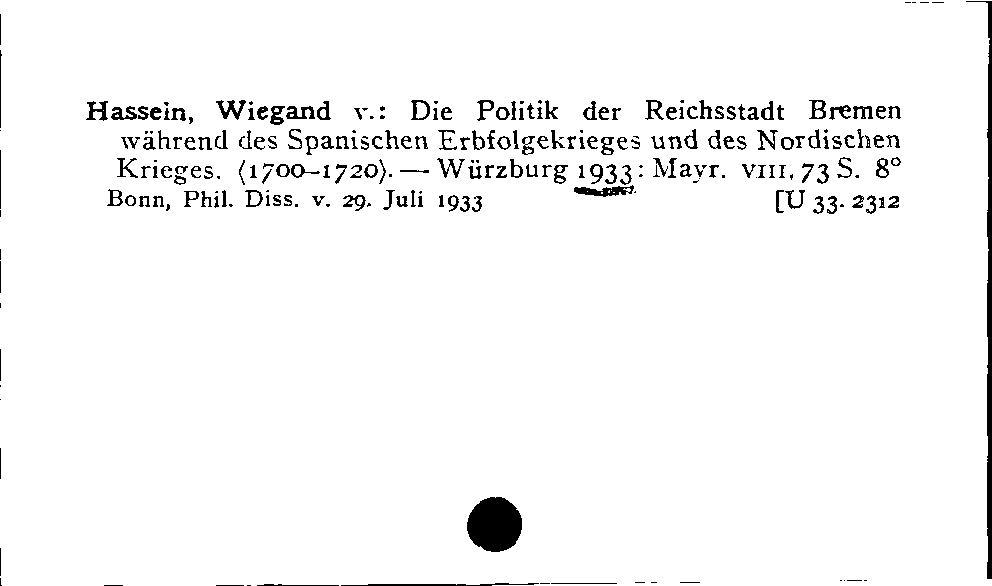 Hassein, Wiegand v.: Die Politik der Reichsstadt Bremen
während des Spanischen Erbfolgekrieges und des Nordischen
Krieges. ⟨1700–1720⟩. — Würzburg 1933: Mayr. VIII, 73 S. 8°
Bonn, Phil. Diss. v. 29. Juli 1933 [U 33. 2312